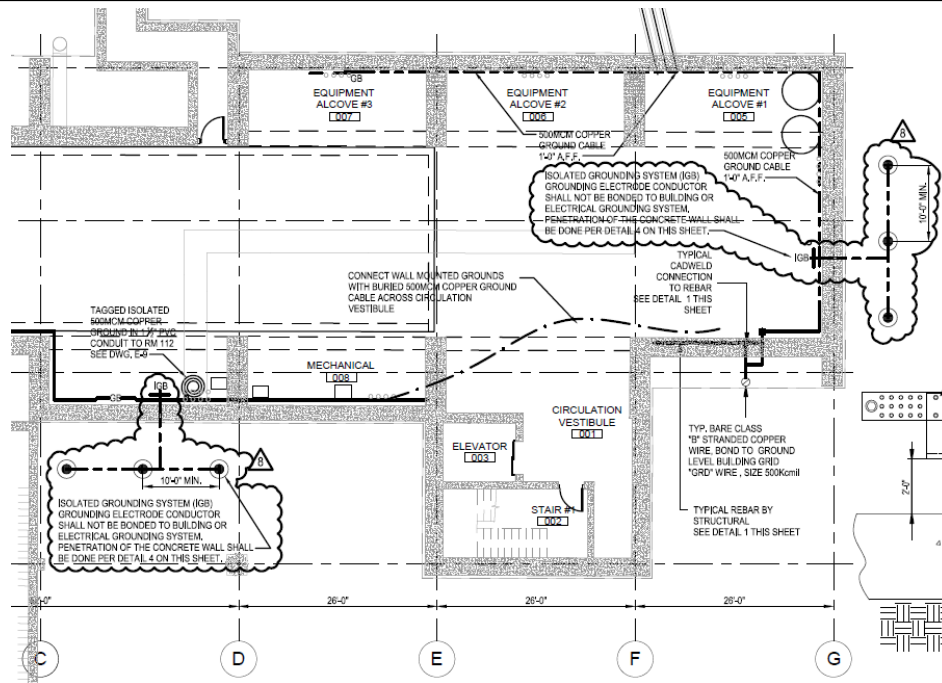 GB
EQUIPMENT
ALCOVE #3
007
EQUIPMENT
ALCOVE #2
006
EQUIPMENT
ALCOVE #1
005
500MCM COPPER
GROUND CABLE
1'-0" A.F.F.
500MCM COPPER
GROUND CABLE
1'-0" A.F.F.
8
10'-0" MIN.
ISOLATED GROUNDING SYSTEM (IGB)
GROUNDING ELECTRODE CONDUCTOR
SHALL NOT BE BONDED TO BUILDING OR
ELECTRICAL GROUNDING SYSTEM,
PENETRATION OF THE CONCRETE WALL SHALL
BE DONE PER DETAIL 4 ON THIS SHEET.
IGB
TYPICAL
CADWELD
CONNECTION
TO REBAR
SEE DETAIL 1 THIS
SHEET
CONNECT WALL MOUNTED GROUNDS
WITH BURIED 500MCM COPPER GROUND
CABLE ACROSS CIRCULATION
VESTIBULE
TAGGED ISOLATED
500MCM COPPER
GROUND IN 1½" PVC
CONDUIT TO RM 112
SEE DWG. E-9
MECHANICAL
008
GB
IGB
CIRCULATION
VESTIBULE
001
ELEVATOR
003
STAIR #1
002
TYP. BARE CLASS
"B" STRANDED COPPER
WIRE, BOND TO GROUND
LEVEL BUILDING GRID
"GRD" WIRE , SIZE 500Kcmil
TYPICAL REBAR BY
STRUCTURAL
SEE DETAIL 1 THIS SHEET
2'-0"
8
10'-0" MIN.
ISOLATED GROUNDING SYSTEM (IGB)
GROUNDING ELECTRODE CONDUCTOR
SHALL NOT BE BONDED TO BUILDING OR
ELECTRICAL GROUNDING SYSTEM,
PENETRATION OF THE CONCRETE WALL SHALL
BE DONE PER DETAIL 4 ON THIS SHEET.
26'-0"
26'-0"
26'-0"
C
D
E
F
G